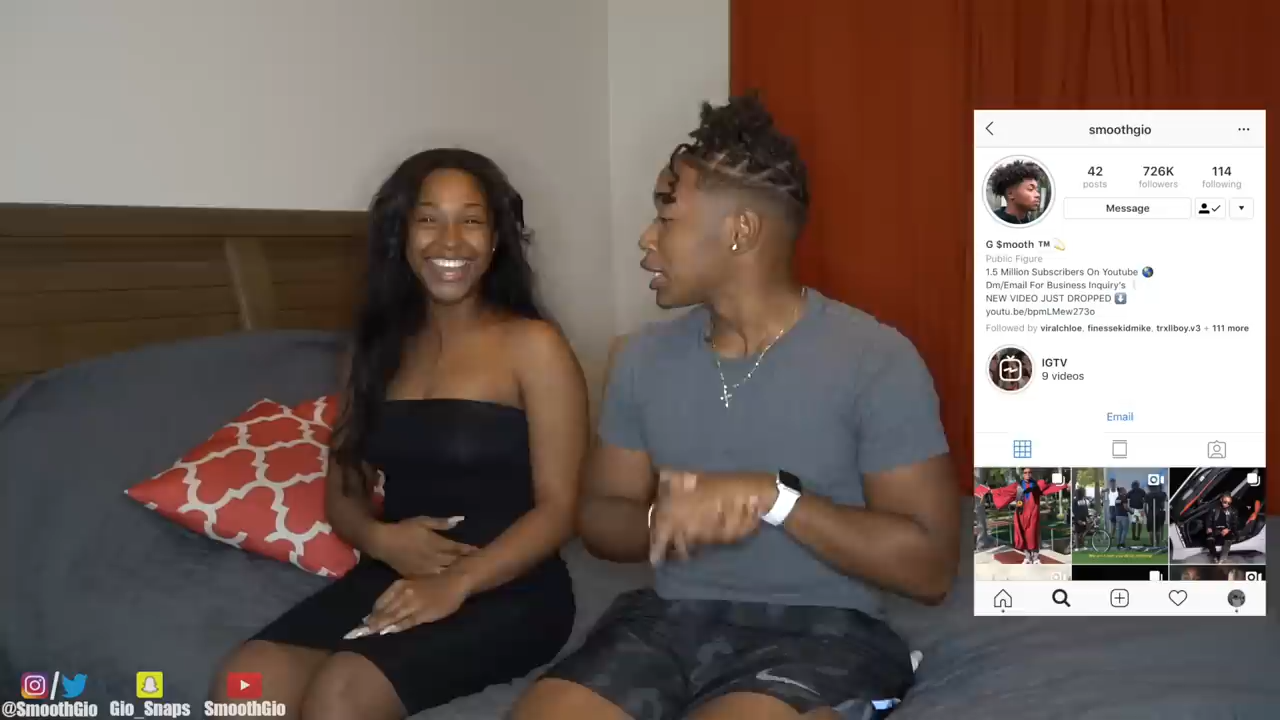 smoothgio
42
726K
114
posts
followers
following
Message
G $mooth TM 💫
Public Figure
1.5 Million Subscribers On Youtube 🌎
Dm/Email For Business Inquiry's
NEW VIDEO JUST DROPPED ⬇️
youtu.be/bpmLMew273o
Followed by viralchloe, finessekidmike, trxllboy.v3 + 111 more
IGTV
9 videos
Email
@SmoothGio
Gio_Snaps
SmoothGio